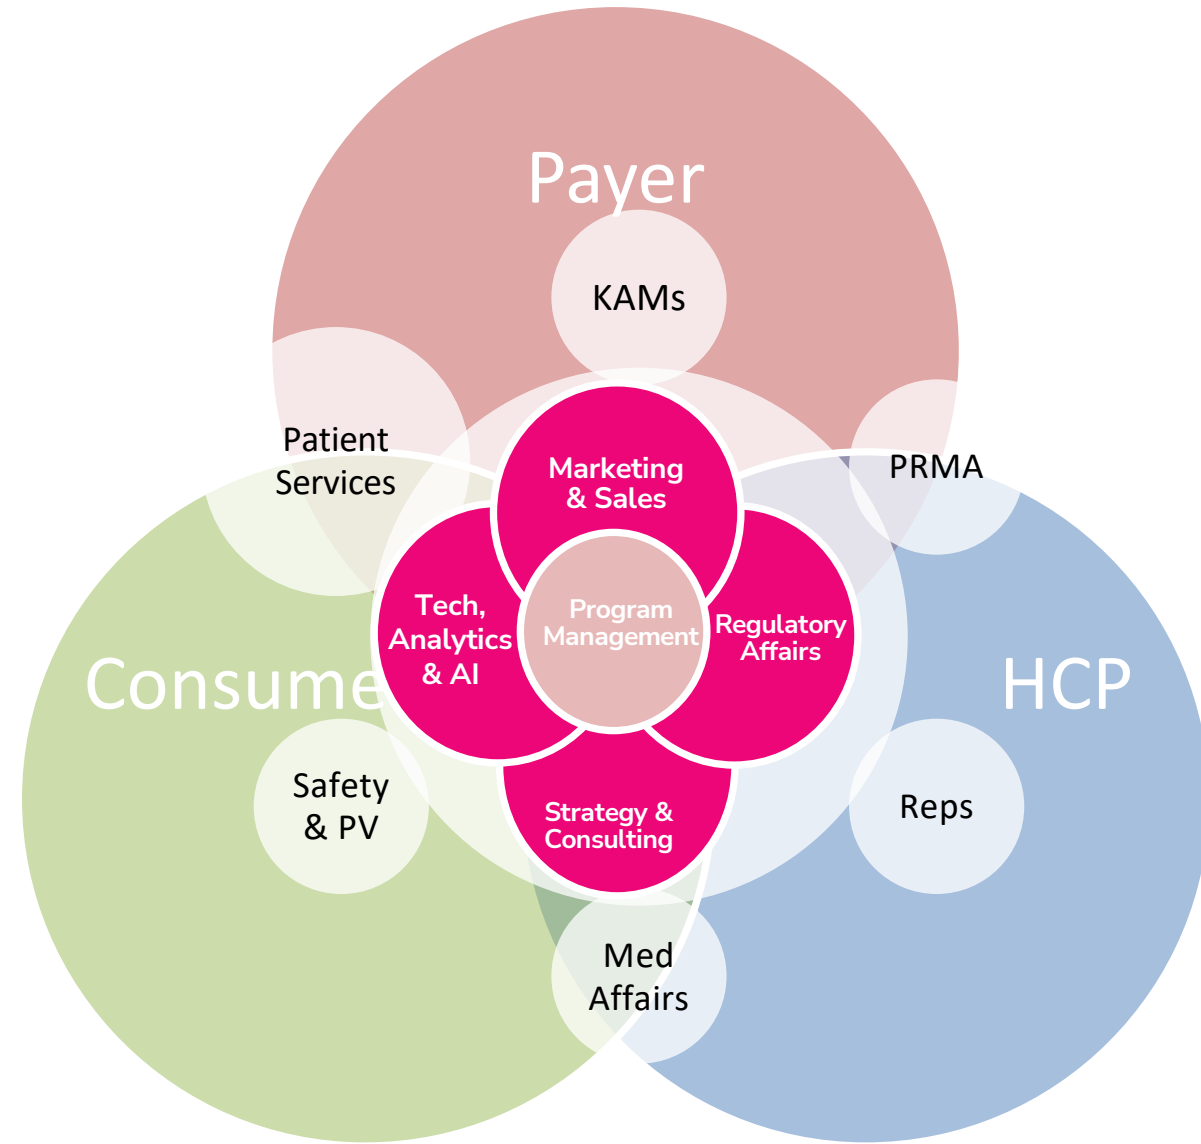 Payer
KAMs
Patient
Services
PRMA
Marketing
& Sales
Tech,
Analytics
& AI
Program
Management
Regulatory
Affairs
Consume
HCP
Safety
& PV
Strategy &
Consulting
Reps
Med
Affairs